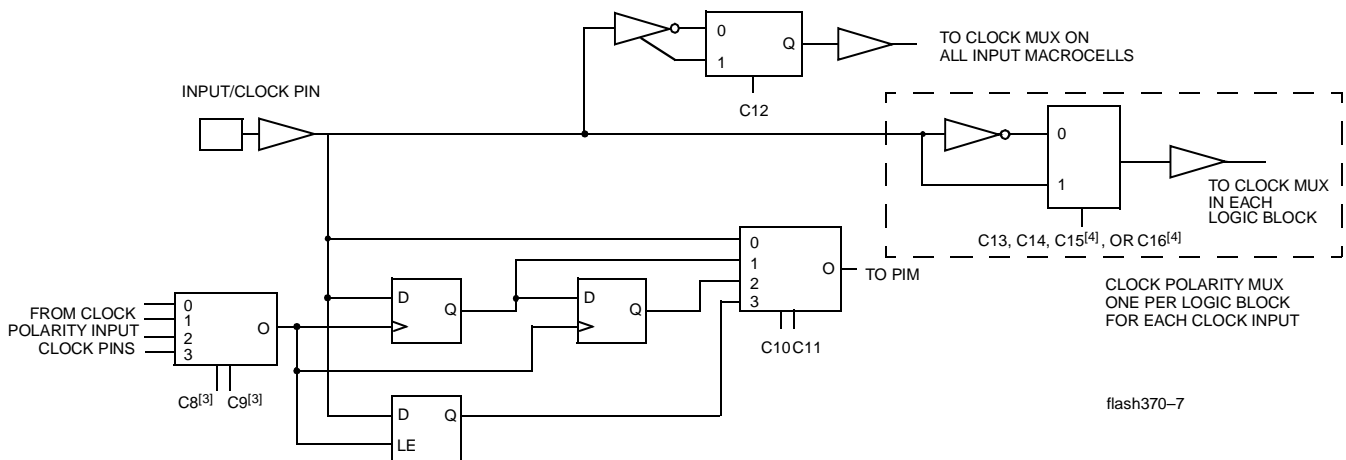 0
Q
1
C12
TO CLOCK MUX ON
ALL INPUT MACROCELLS
INPUT/CLOCK PIN
0
1
TO CLOCK MUX
IN EACH
LOGIC BLOCK
C13, C14, C15[4], OR C16[4]
CLOCK POLARITY MUX
ONE PER LOGIC BLOCK
FOR EACH CLOCK INPUT
0
1
2
3
O
TO PIM
C10 C11
D
Q
D
Q
FROM CLOCK
POLARITY INPUT
CLOCK PINS
0
1
2
3
O
C8[3] C9[3]
D
Q
LE
flash370–7